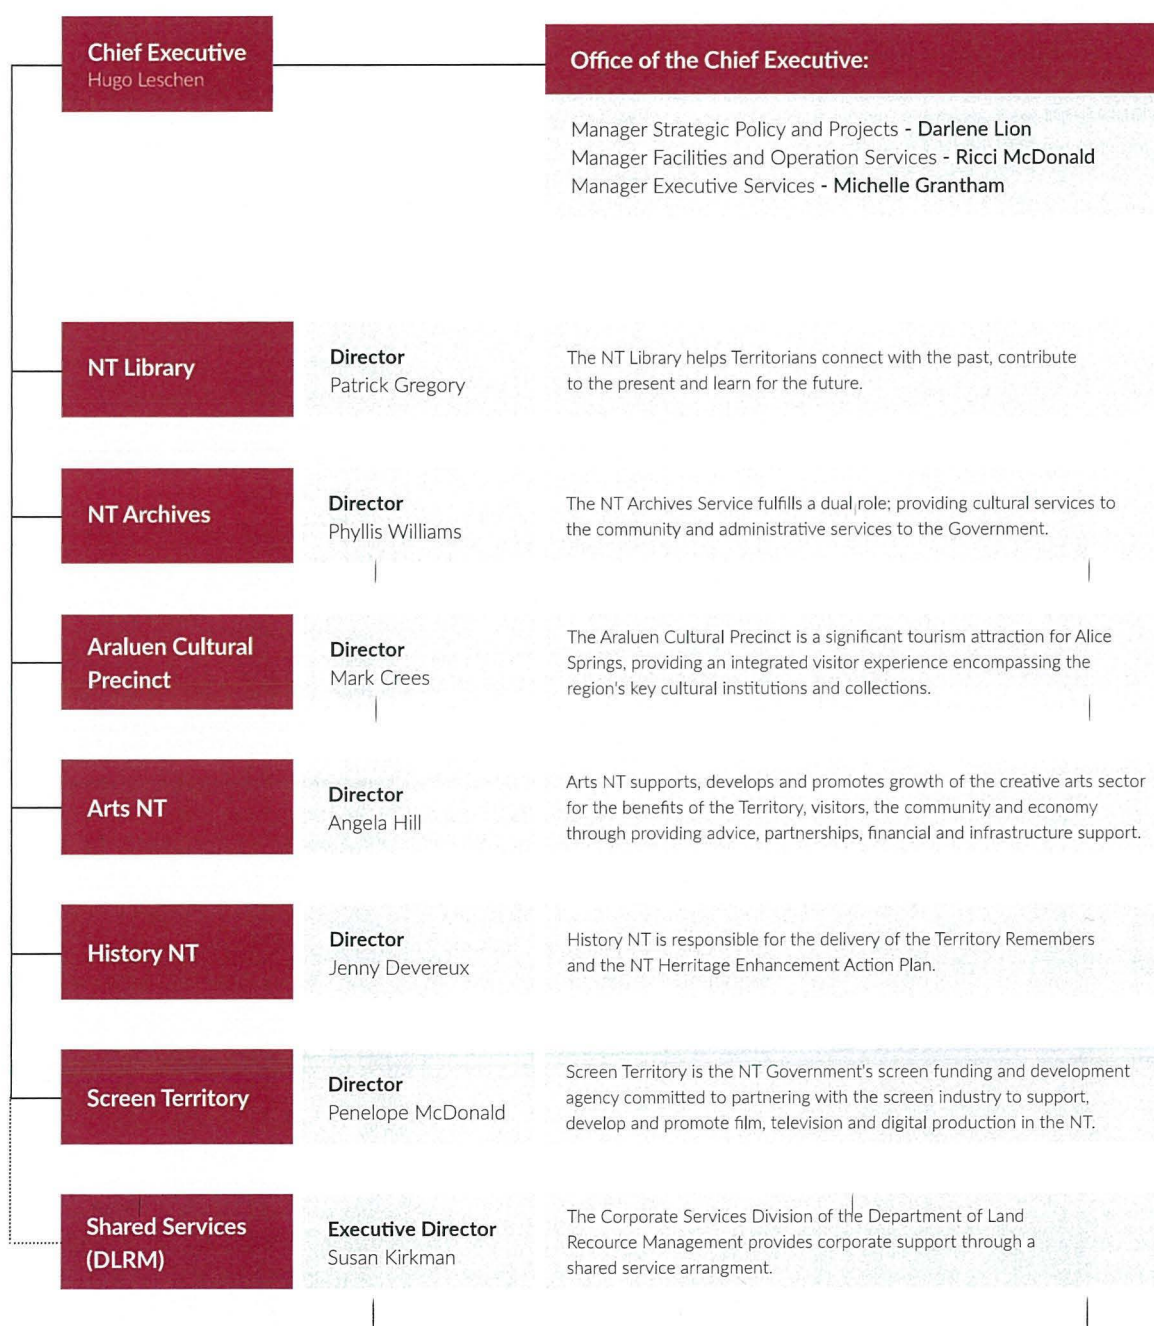 Chief Executive
Hugo Leschen
Office of the Chief Executive:
Manager Strategic Policy and Projects - Darlene Lion
Manager Facilities and Operation Services - Ricci McDonald
Manager Executive Services - Michelle Grantham
NT Library
Director
Patrick Gregory
The NT Library helps Territorians connect with the past, contribute
to the present and learn for the future.
NT Archives
Director
Phyllis Williams
The NT Archives Service fulfills a dual role; providing cultural services to
the community and administrative services to the Government.
Araluen Cultural
Precinct
Director
Mark Crees
The Araluen Cultural Precinct is a significant tourism attraction for Alice
Springs, providing an integrated visitor experience encompassing the
region's key cultural institutions and collections.
Arts NT
Director
Angela Hill
Arts NT supports, develops and promotes growth of the creative arts sector
for the benefits of the Territory, visitors, the community and economy
through providing advice, partnerships, financial and infrastructure support.
History NT
Director
Jenny Devereux
History NT is responsible for the delivery of the Territory Remembers
and the NT Herritage Enhancement Action Plan.
Screen Territory
Director
Penelope McDonald
Screen Territory is the NT Government's screen funding and development
agency committed to partnering with the screen industry to support,
develop and promote film, television and digital production in the NT.
Shared Services
(DLRM)
Executive Director
Susan Kirkman
The Corporate Services Division of the Department of Land
Recource Management provides corporate support through a
shared service arrangment.